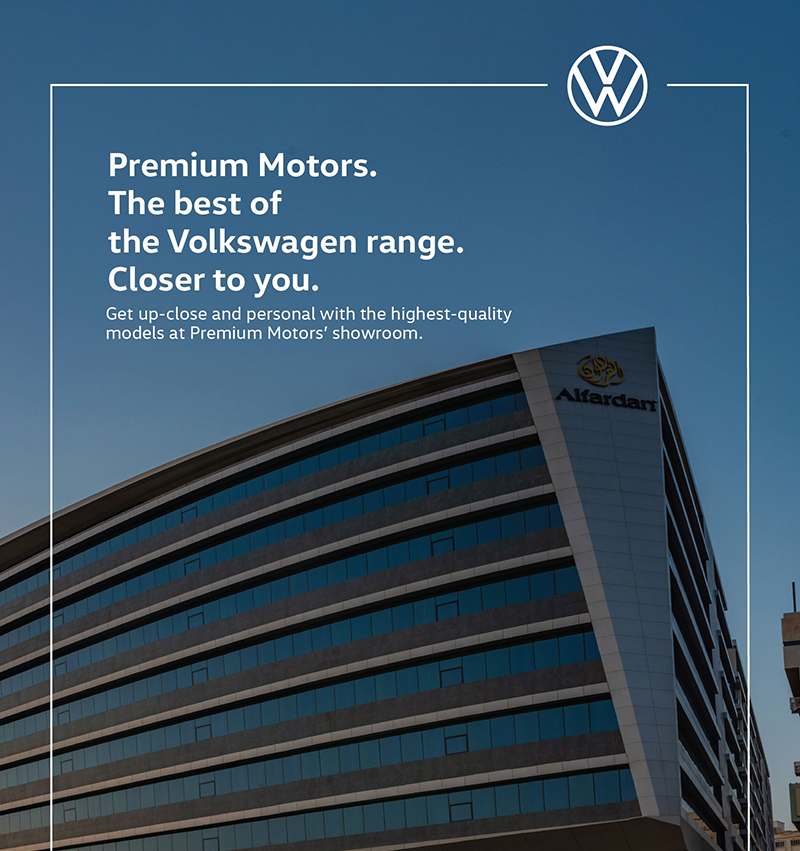 Premium Motors.
The best of
the Volkswagen range.
Closer to you.
Get up-close and personal with the highest-quality
models at Premium Motors’ showroom.
الفردان
Alfardan